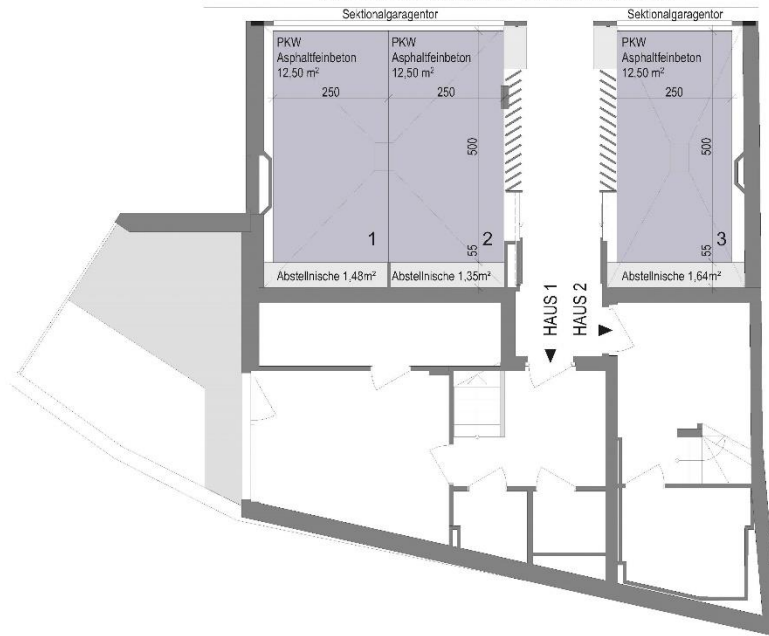 Sektionalgaragentor
Sektionalgaragentor
PKW
Asphaltfeinbeton
12,50 m²
250
PKW
Asphaltfeinbeton
12,50 m²
250
500
PKW
Asphaltfeinbeton
12,50 m²
250
500
1
2
55
3
55
Abstellnische 1,48m²
Abstellnische 1,35m²
Abstellnische 1,64m²
HAUS 1
HAUS 2